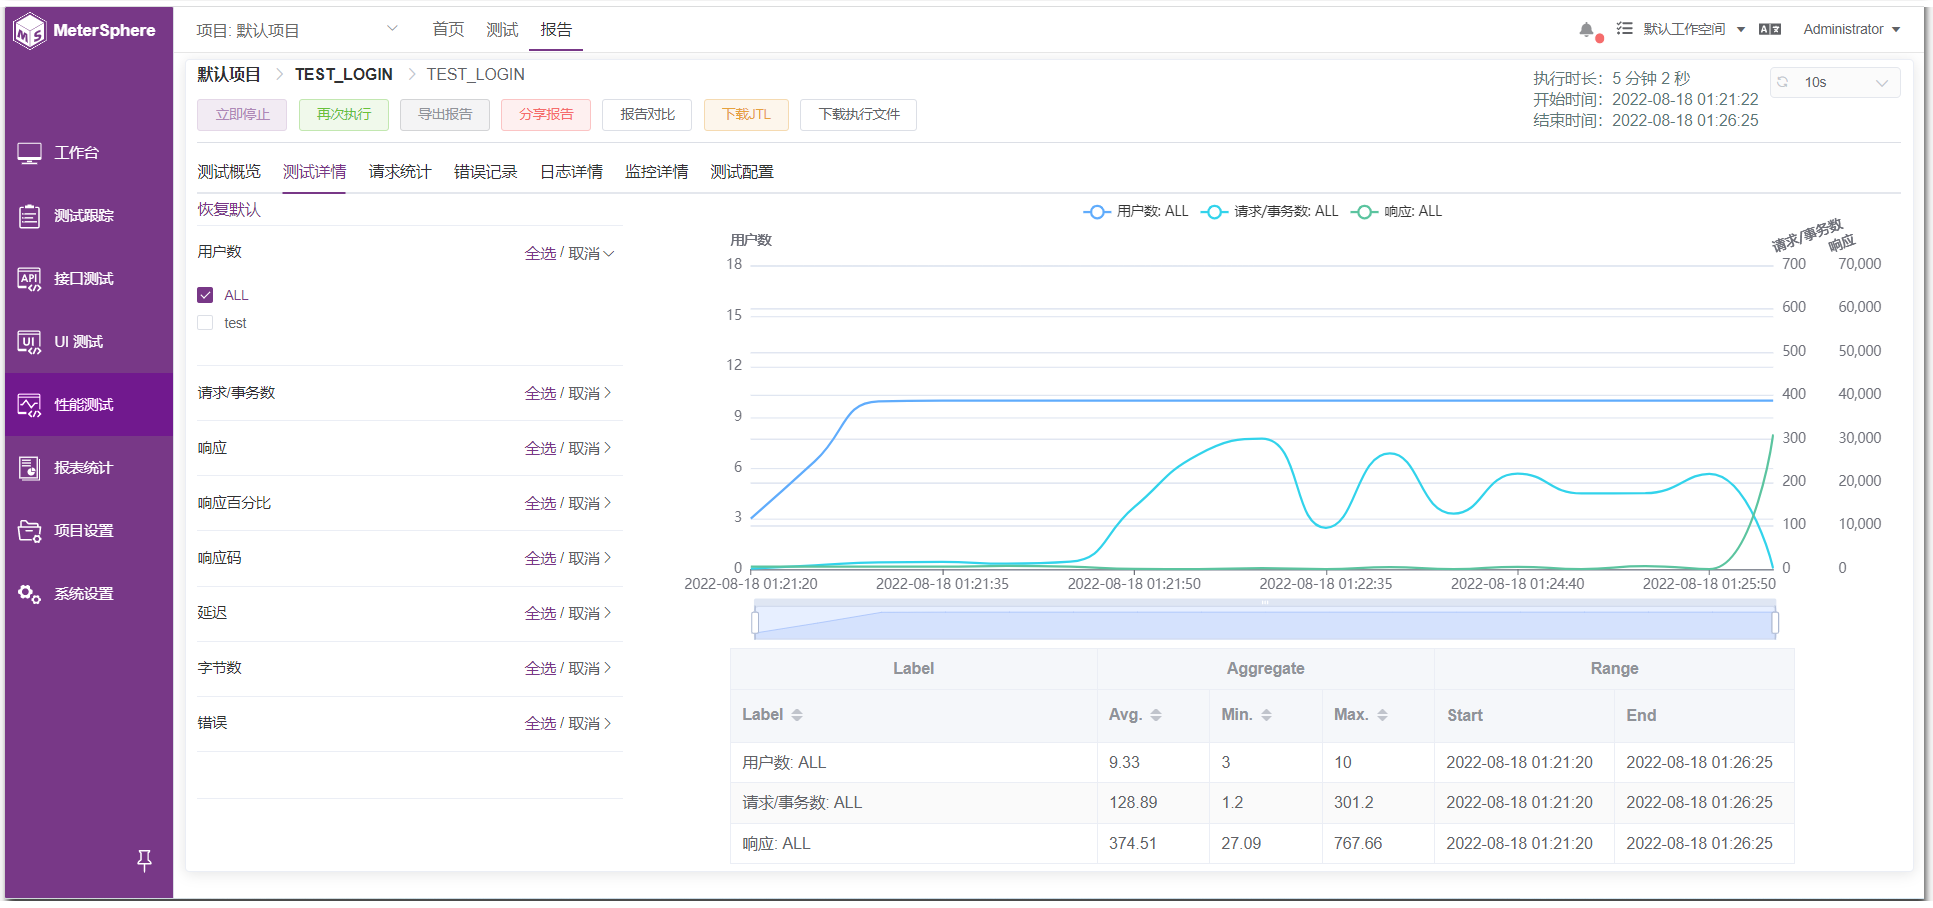 MeterSphere
项目: 默认项目
首页 测试 报告
默认工作空间
Administrator
工作台
测试跟踪
接口测试
UI 测试
性能测试
报表统计
项目设置
系统设置
默认项目 > TEST_LOGIN > TEST_LOGIN
执行时长: 5 分钟 2 秒
开始时间: 2022-08-18 01:21:22
结束时间: 2022-08-18 01:26:25
10s
立即停止 再次执行 导出报告 分享报告 报告对比 下载JTL 下载执行文件
测试概览 测试详情 请求统计 错误记录 日志详情 监控详情 测试配置
恢复默认
用户数 全选 / 取消
ALL
test
请求/事务数 全选 / 取消
响应 全选 / 取消
响应百分比 全选 / 取消
响应码 全选 / 取消
延迟 全选 / 取消
字节数 全选 / 取消
错误 全选 / 取消
用户数: ALL 请求/事务数: ALL 响应: ALL
用户数
请求/事务数
响应
18
15
12
9
6
3
0
700
600
500
400
300
200
100
0
70,000
60,000
50,000
40,000
30,000
20,000
10,000
0
2022-08-18 01:21:20 2022-08-18 01:21:35 2022-08-18 01:21:50 2022-08-18 01:22:35 2022-08-18 01:24:40 2022-08-18 01:25:50
Label Aggregate Range
Label Avg. Min. Max. Start End
用户数: ALL 9.33 3 10 2022-08-18 01:21:20 2022-08-18 01:26:25
请求/事务数: ALL 128.89 1.2 301.2 2022-08-18 01:21:20 2022-08-18 01:26:25
响应: ALL 374.51 27.09 767.66 2022-08-18 01:21:20 2022-08-18 01:26:25